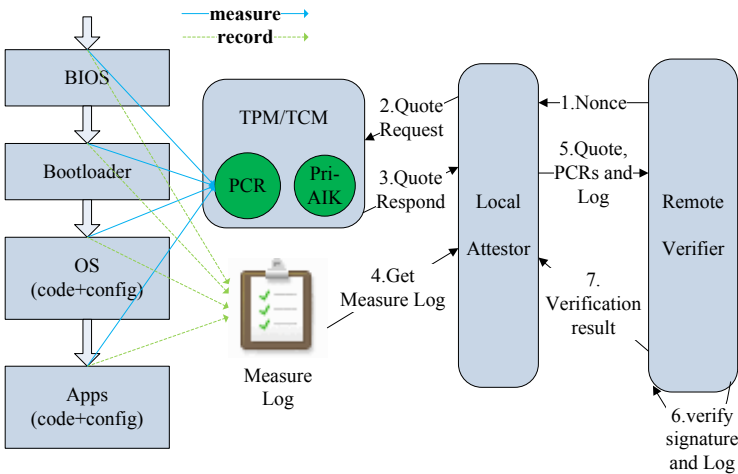 measure
record
BIOS
Bootloader
OS
(code+config)
Apps
(code+config)
TPM/TCM
PCR
Pri-
AIK
Measure
Log
2.Quote
Request
3.Quote
Respond
4.Get
Measure Log
Local
Attestor
1.Nonce
5.Quote,
PCRs and
Log
7.
Verification
result
Remote
Verifier
6.verify
signature
and Log